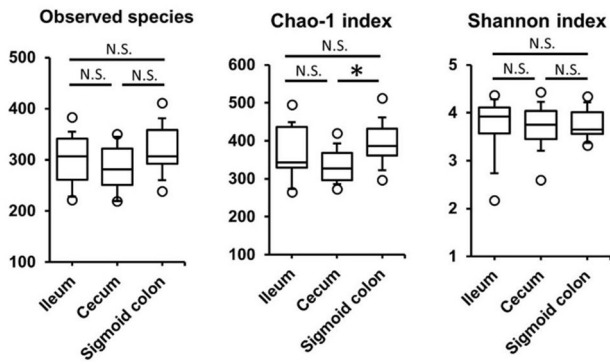 Observed species
N.S.
N.S.
N.S.
500
400
300
200
100
Ileum
Cecum
Sigmoid colon
Chao-1 index
N.S.
N.S.
*
600
500
400
300
200
100
Ileum
Cecum
Sigmoid colon
Shannon index
N.S.
N.S.
N.S.
5
4
3
2
1
Ileum
Cecum
Sigmoid colon